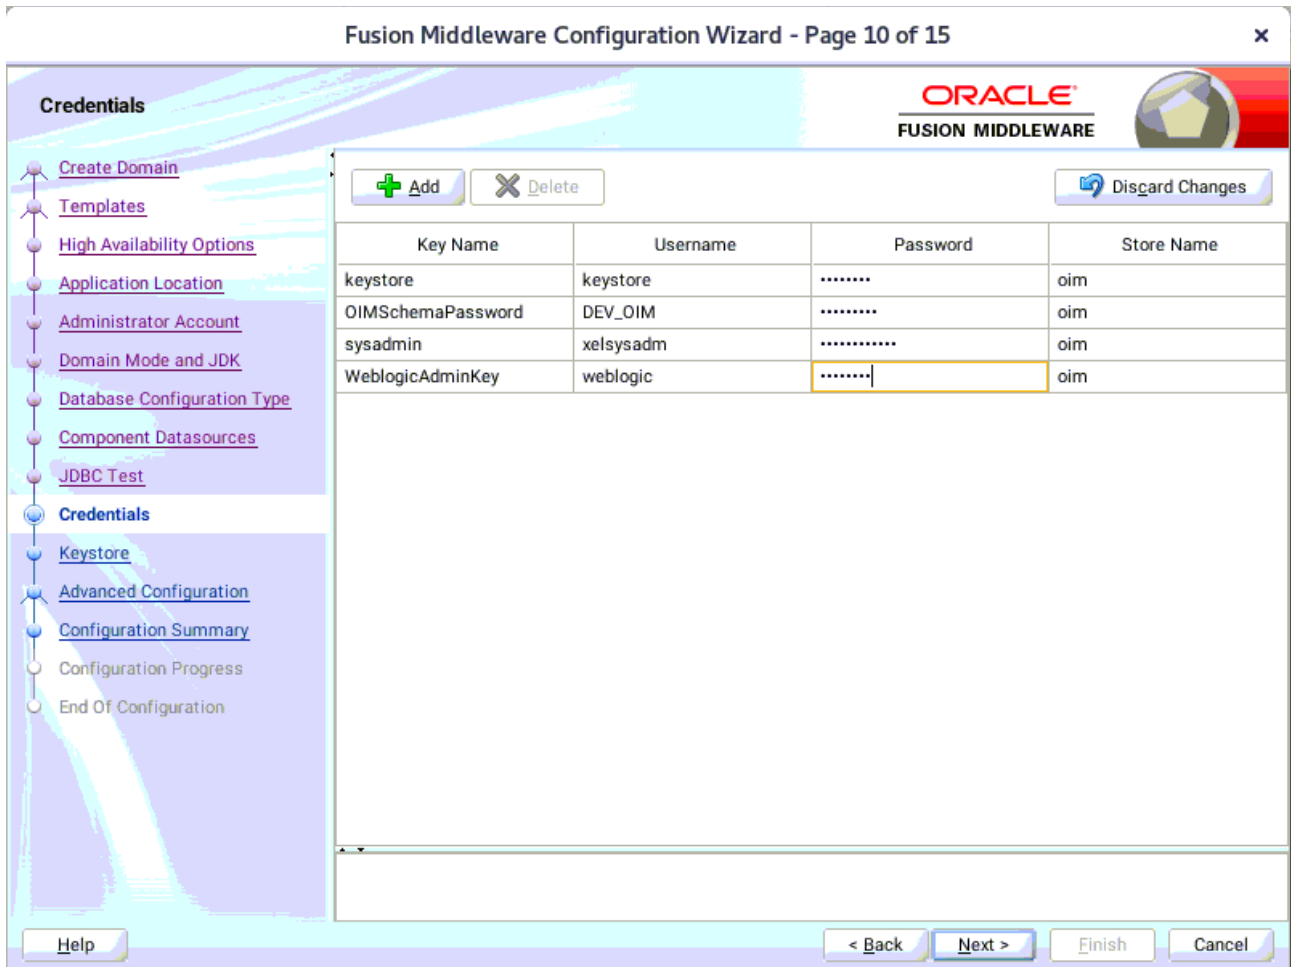 Fusion Middleware Configuration Wizard - Page 10 of 15
Credentials
ORACLE
FUSION MIDDLEWARE
Create Domain
Templates
High Availability Options
Application Location
Administrator Account
Domain Mode and JDK
Database Configuration Type
Component Datasources
JDBC Test
Credentials
Keystore
Advanced Configuration
Configuration Summary
Configuration Progress
End Of Configuration
Add Delete Discard Changes
Key Name Username Password Store Name
keystore keystore •••••••• oim
OIMSchemaPassword DEV_OIM ••••••••• oim
sysadmin xelsysadm •••••••••••• oim
WeblogicAdminKey weblogic •••••••• oim
Help < Back Next > Finish Cancel